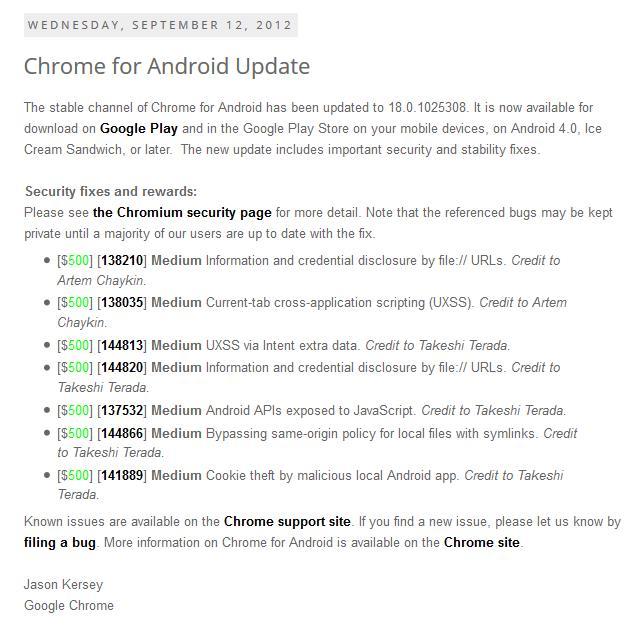 WEDNESDAY, SEPTEMBER 12, 2012
Chrome for Android Update
The stable channel of Chrome for Android has been updated to 18.0.1025308. It is now available for
download on Google Play and in the Google Play Store on your mobile devices, on Android 4.0, Ice
Cream Sandwich, or later.  The new update includes important security and stability fixes.
Security fixes and rewards:
Please see the Chromium security page for more detail. Note that the referenced bugs may be kept
private until a majority of our users are up to date with the fix.
• [$500] [138210] Medium Information and credential disclosure by file:// URLs. Credit to
Artem Chaykin.
• [$500] [138035] Medium Current-tab cross-application scripting (UXSS). Credit to Artem
Chaykin.
• [$500] [144813] Medium UXSS via Intent extra data. Credit to Takeshi Terada.
• [$500] [144820] Medium Information and credential disclosure by file:// URLs. Credit to
Takeshi Terada.
• [$500] [137532] Medium Android APIs exposed to JavaScript. Credit to Takeshi Terada.
• [$500] [144866] Medium Bypassing same-origin policy for local files with symlinks. Credit
to Takeshi Terada.
• [$500] [141889] Medium Cookie theft by malicious local Android app. Credit to Takeshi
Terada.
Known issues are available on the Chrome support site. If you find a new issue, please let us know by
filing a bug. More information on Chrome for Android is available on the Chrome site.
Jason Kersey
Google Chrome